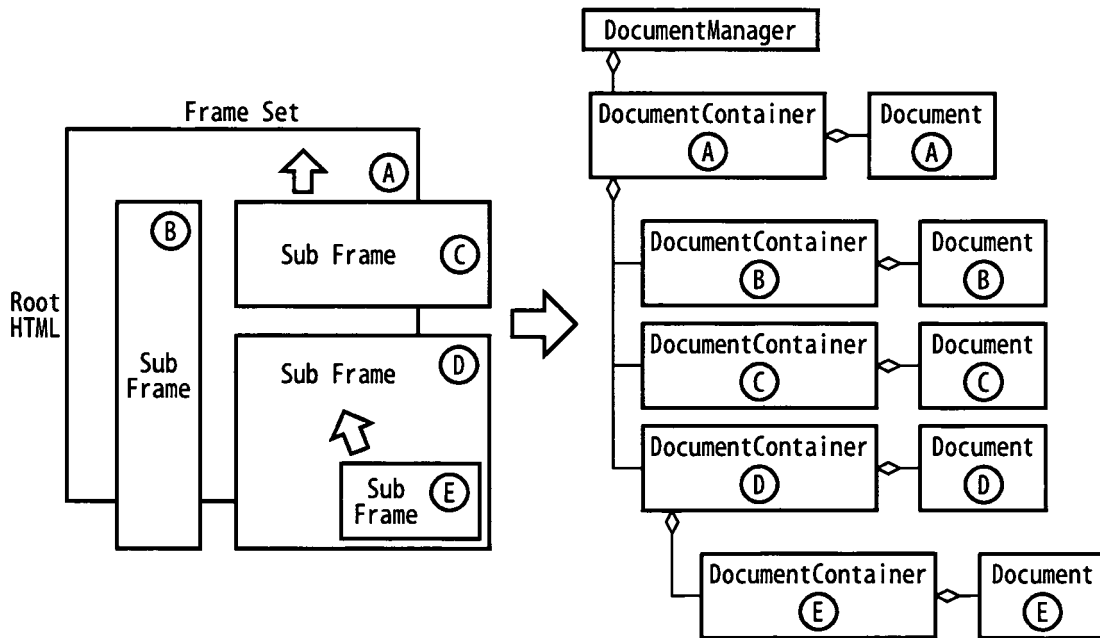 Frame Set
A
B
Sub Frame
C
Root
HTML
Sub
Frame
Sub Frame
D
Sub
Frame
E
DocumentManager
DocumentContainer
A
Document
A
DocumentContainer
B
Document
B
DocumentContainer
C
Document
C
DocumentContainer
D
Document
D
DocumentContainer
E
Document
E